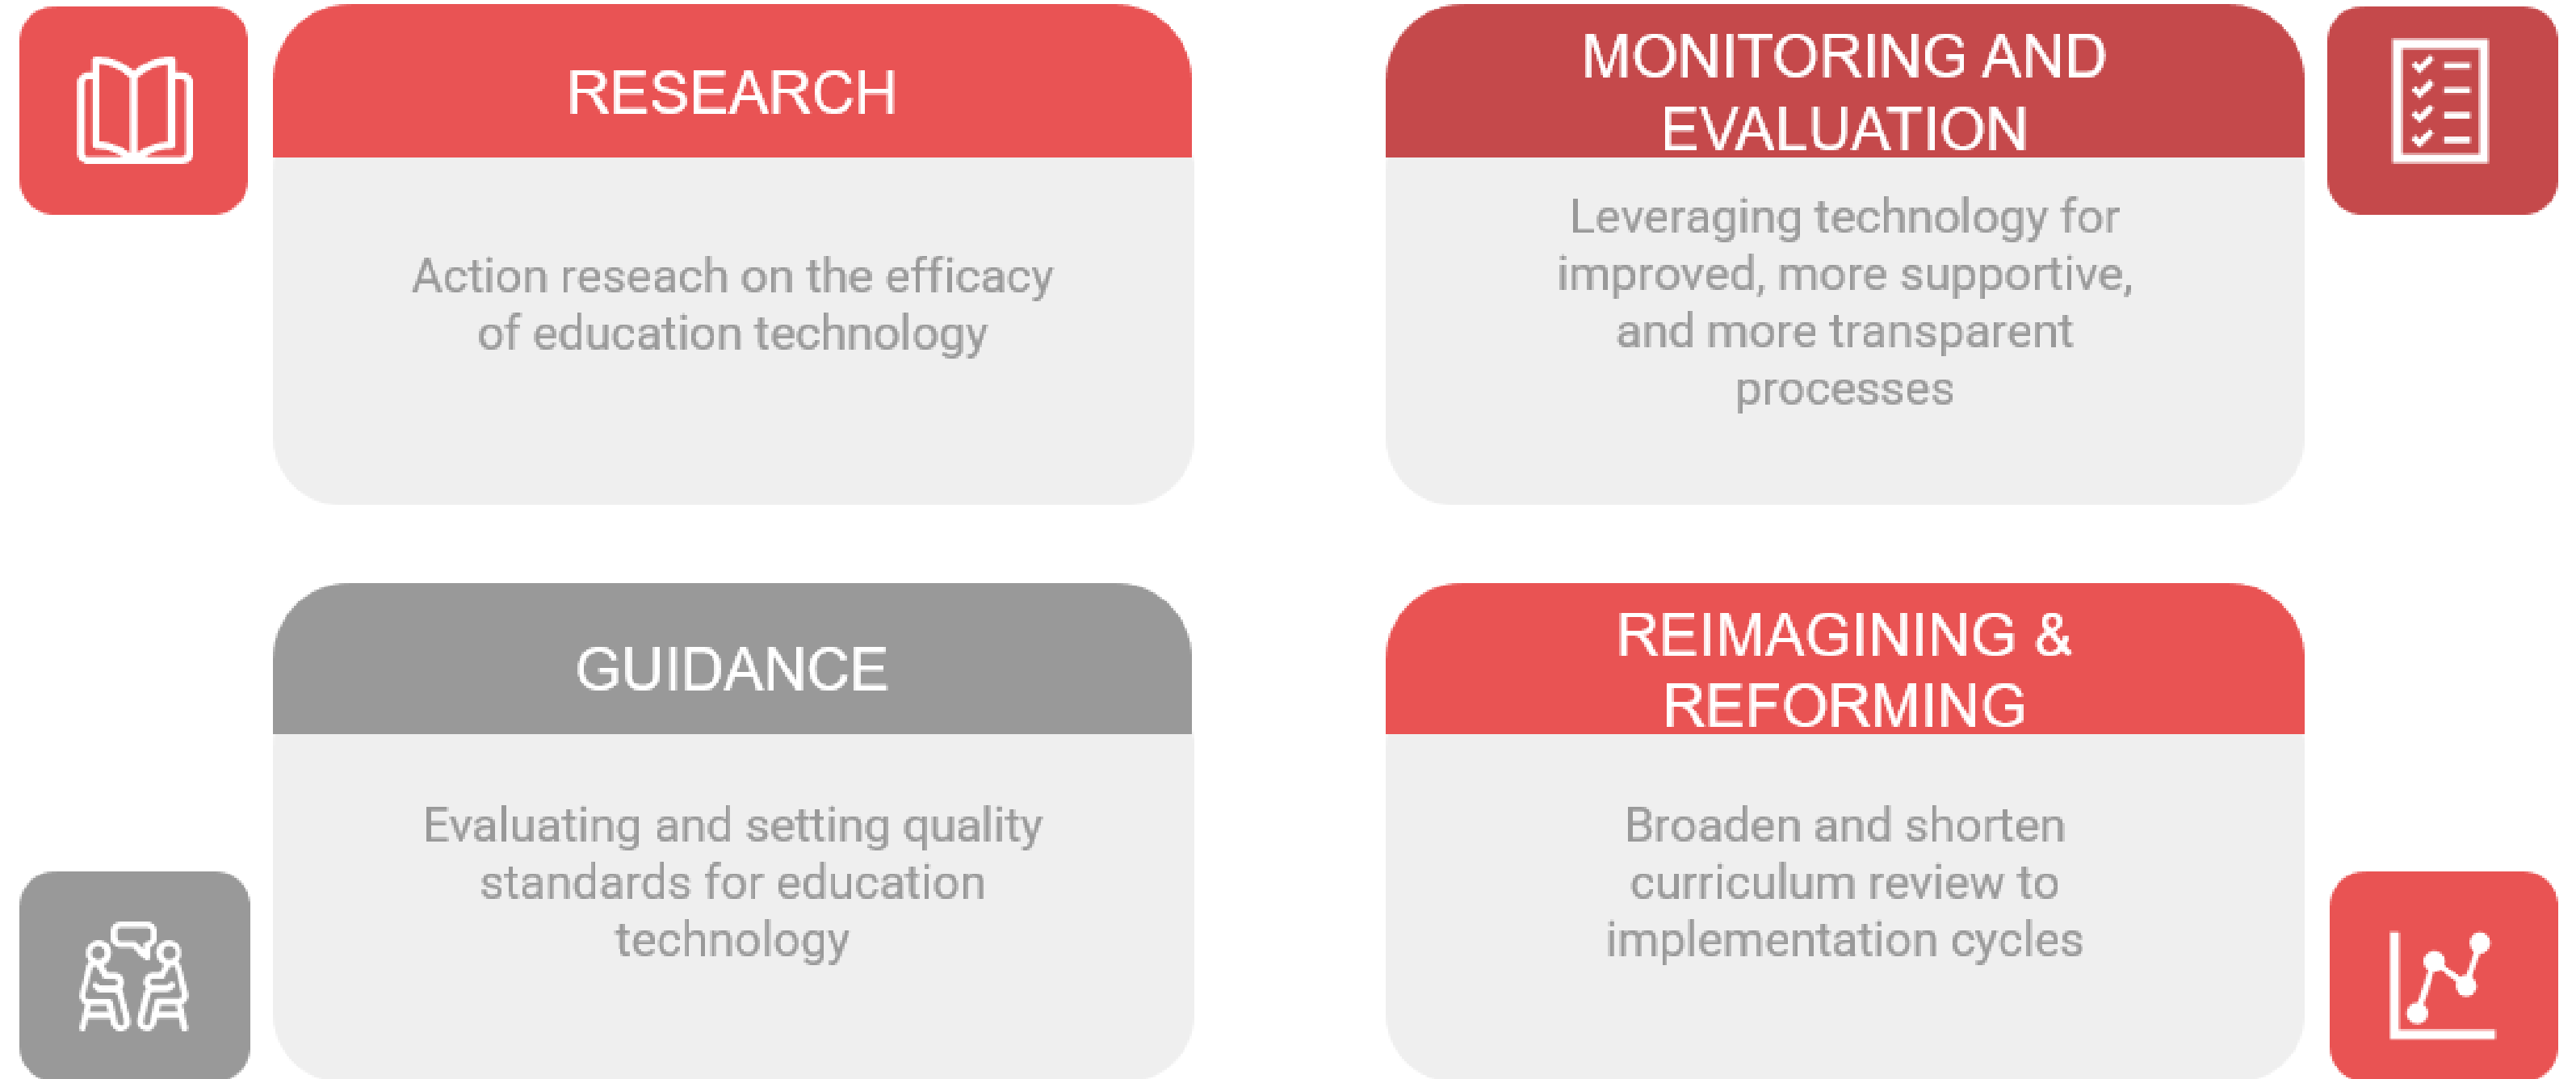 RESEARCH
Action reseach on the efficacy
of education technology
MONITORING AND
EVALUATION
Leveraging technology for
improved, more supportive,
and more transparent
processes
GUIDANCE
Evaluating and setting quality
standards for education
technology
REIMAGINING &
REFORMING
Broaden and shorten
curriculum review to
implementation cycles